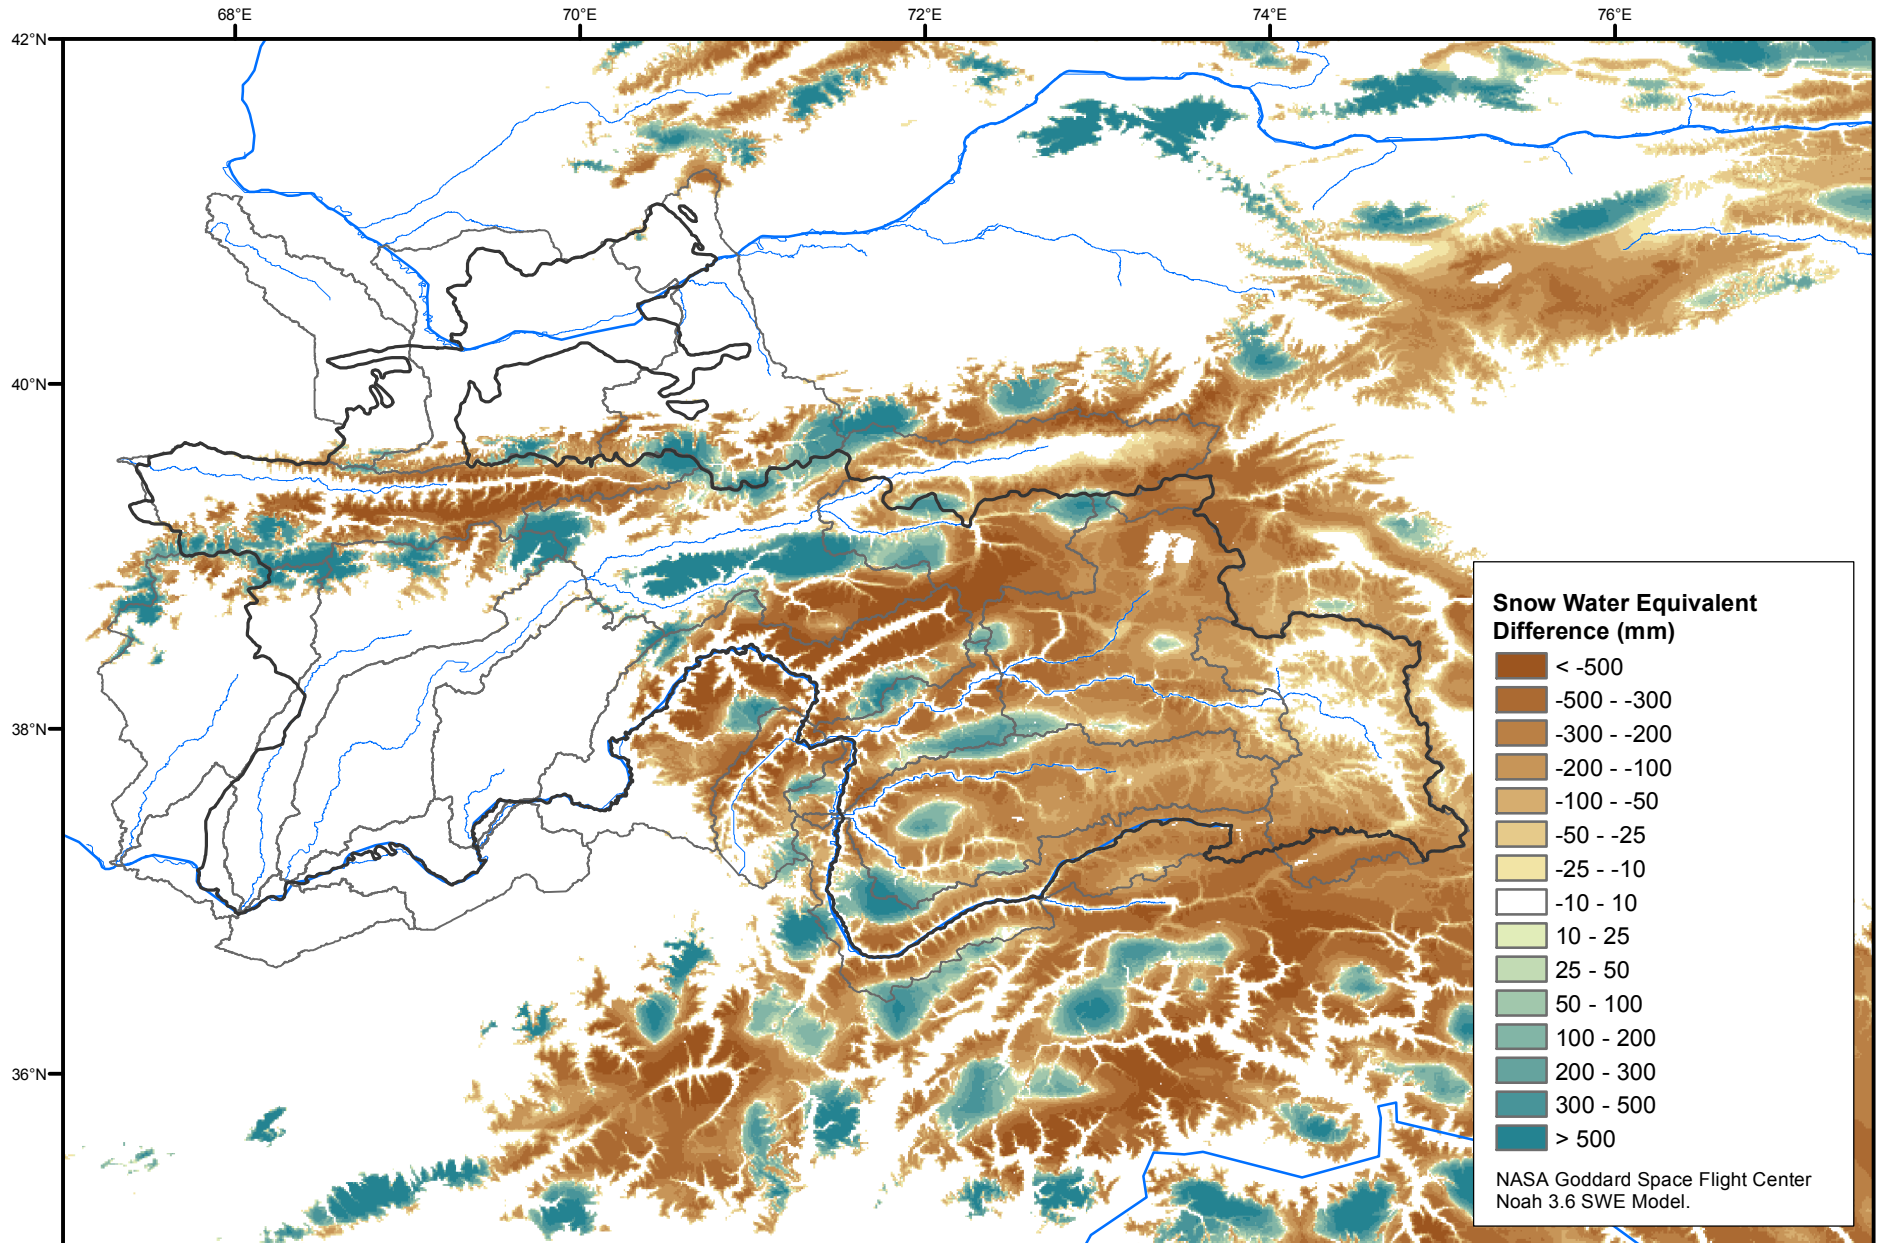 68°E
70°E
72°E
74°E
76°E
42°N
40°N
38°N
36°N
Snow Water Equivalent
Difference (mm)
< -500
-500 - -300
-300 - -200
-200 - -100
-100 - -50
-50 - -25
-25 - -10
-10 - 10
10 - 25
25 - 50
50 - 100
100 - 200
200 - 300
300 - 500
> 500
NASA Goddard Space Flight Center
Noah 3.6 SWE Model.